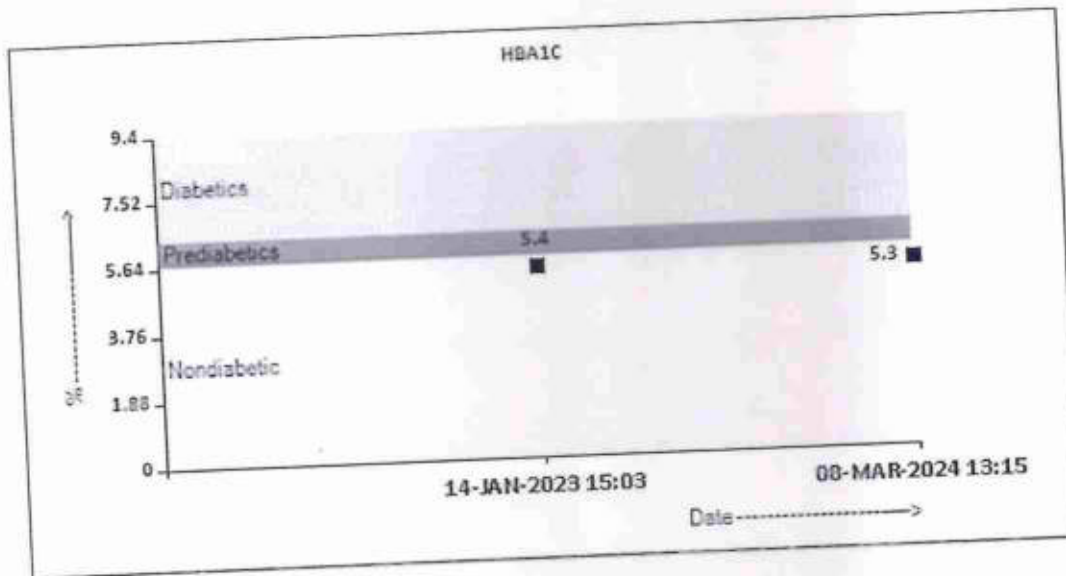 HBA1C
9.4
Diabetics
7.52
Prediabetics
5.4
5.64
5.3
3.76
Nondiabetic
%
1.88
0
14-JAN-2023 15:03
08-MAR-2024 13:15
Date